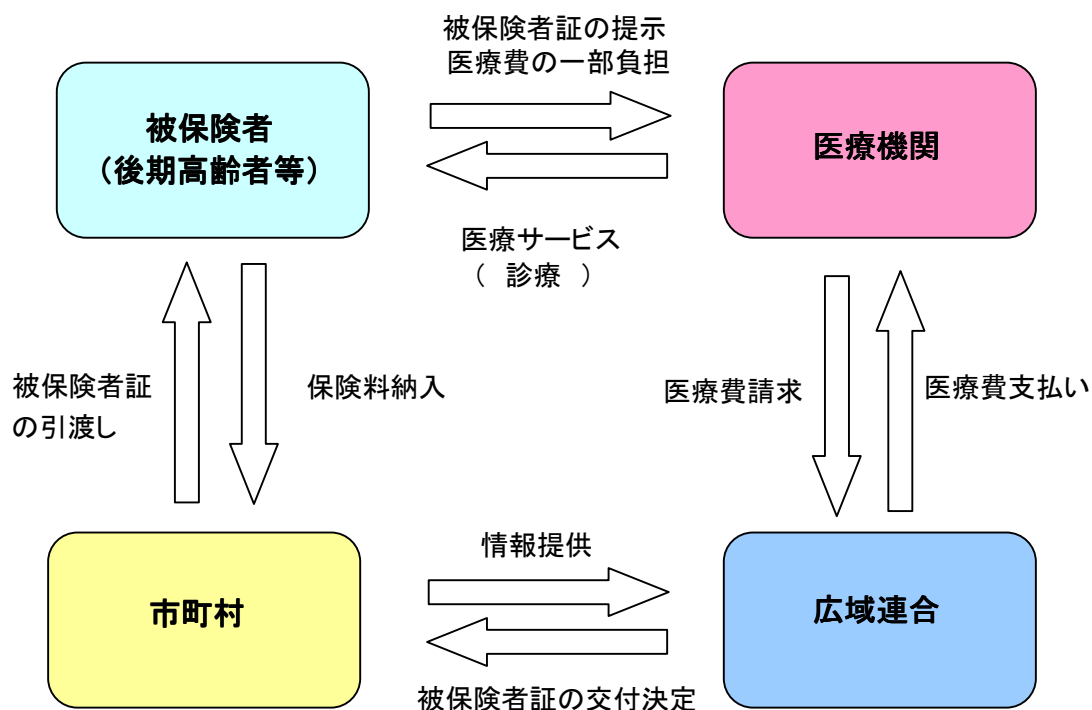 被保険者証の提示
医療費の一部負担
被保険者
(後期高齢者等)
医療機関
医療サービス
( 診療 )
被保険者証
の引渡し
保険料納入
医療費請求
医療費支払い
情報提供
市町村
広域連合
被保険者証の交付決定